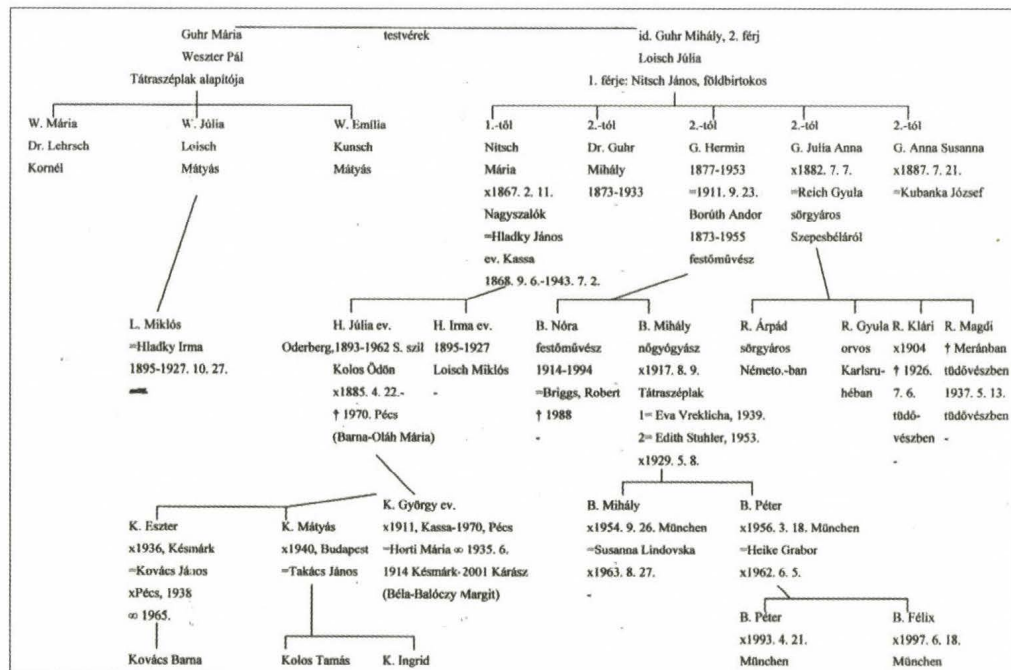 Guhr Mária
Weszter Pál
Tátraszéplak alapítója
testvérek
id. Guhr Mihály, 2. férj
Loisch Júlia
1. férje: Nitsch János, földbirtokos
W. Mária
Dr. Lehrsch
Kornél
W. Júlia
Loisch
Mátyás
W. Emília
Kunsch
Mátyás
1.-től
Nitsch
Mária
x1867. 2. 11.
Nagyszalók
=Hladky János
ev. Kassa
1868. 9. 6.-1943. 7. 2.
2.-tól
Dr. Guhr
Mihály
1873-1933
2.-tól
G. Hermin
1877-1953
=1911. 9. 23.
Borúth Andor
1873-1955
festőművész
2.-tól
G. Julia Anna
x1882. 7. 7.
=Reich Gyula
sörgyáros
Szepesbéláról
2.-tól
G. Anna Susanna
x1887. 7. 21.
=Kubanka József
L. Miklós
=Hladky Irma
1895-1927. 10. 27.
H. Júlia ev.
Oderberg,1893-1962 S. szil
Kolos Ödön
x1885. 4. 22.-
† 1970. Pécs
(Barna-Oláh Mária)
H. Irma ev.
1895-1927
Loisch Miklós
-
B. Nóra
festőművész
1914-1994
=Briggs, Robert
† 1988
-
B. Mihály
nőgyógyász
x1917. 8. 9.
Tátraszéplak
1= Eva Vreklicha, 1939.
2= Edith Stuhler, 1953.
x1929. 5. 8.
R. Árpád
sörgyáros
Németo.-ban
R. Gyula
orvos
Karlsru-
hében
R. Klári
x1904
† 1926.
7. 6.
tüdő-
vészben
-
R. Magdi
† Meránban
tüdővészben
1937. 5. 13.
tüdővészben
-
K. Eszter
x1936, Késmárk
=Kovács János
xPécs, 1938
∞ 1965.
K. Mátyás
x1940, Budapest
=Takács János
K. György ev.
x1911, Kassa-1970, Pécs
=Horti Mária ∞ 1935. 6.
1914 Késmárk-2001 Kárász
(Béla-Balóczy Margit)
B. Mihály
x1954. 9. 26. München
=Susanna Lindovska
x1963. 8. 27.
-
B. Péter
x1956. 3. 18. München
=Heike Grabor
x1962. 6. 5.
Kovács Barna
Kolos Tamás
K. Ingrid
B. Péter
x1993. 4. 21.
München
B. Félix
x1997. 6. 18.
München